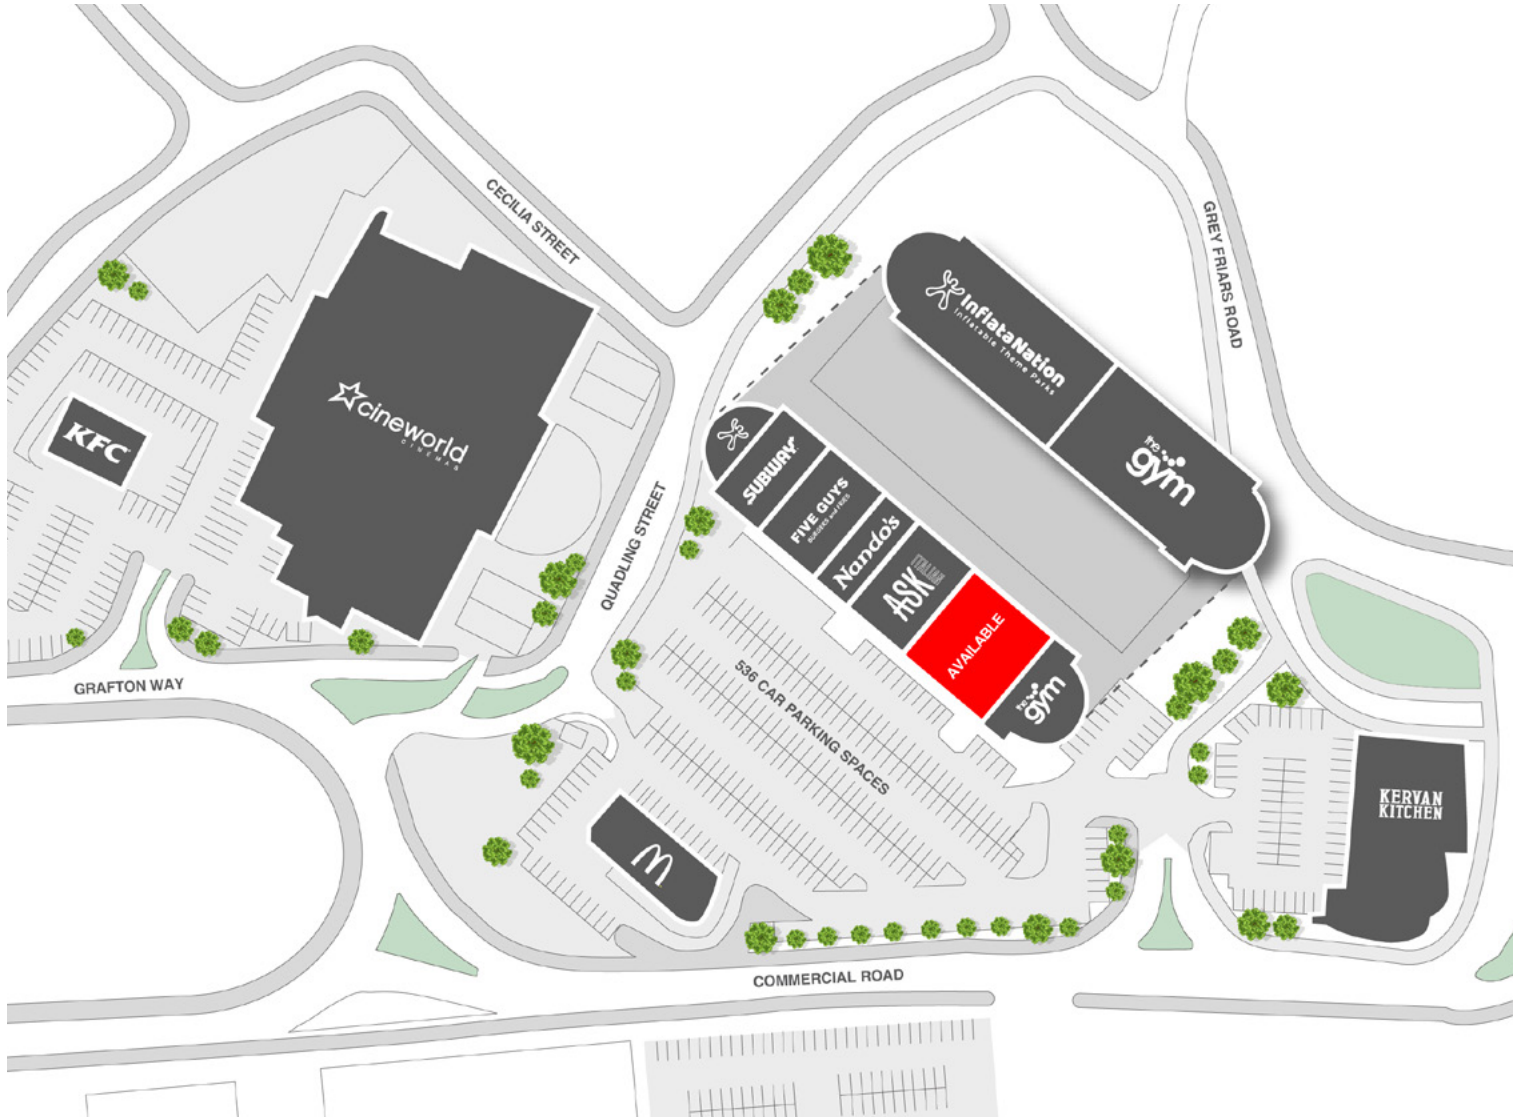 CECILIA STREET
GREY FRIARS ROAD
InflataNation
Inflatable Theme Parks
cineworld
CINEMAS
KFC
the
gym
SUBWAY
FIVE GUYS
BURGERS and FRIES
Nando's
ASK
ITALIAN
AVAILABLE
the
gym
QUADLING STREET
GRAFTON WAY
536 CAR PARKING SPACES
KERVAN
KITCHEN
M
COMMERCIAL ROAD